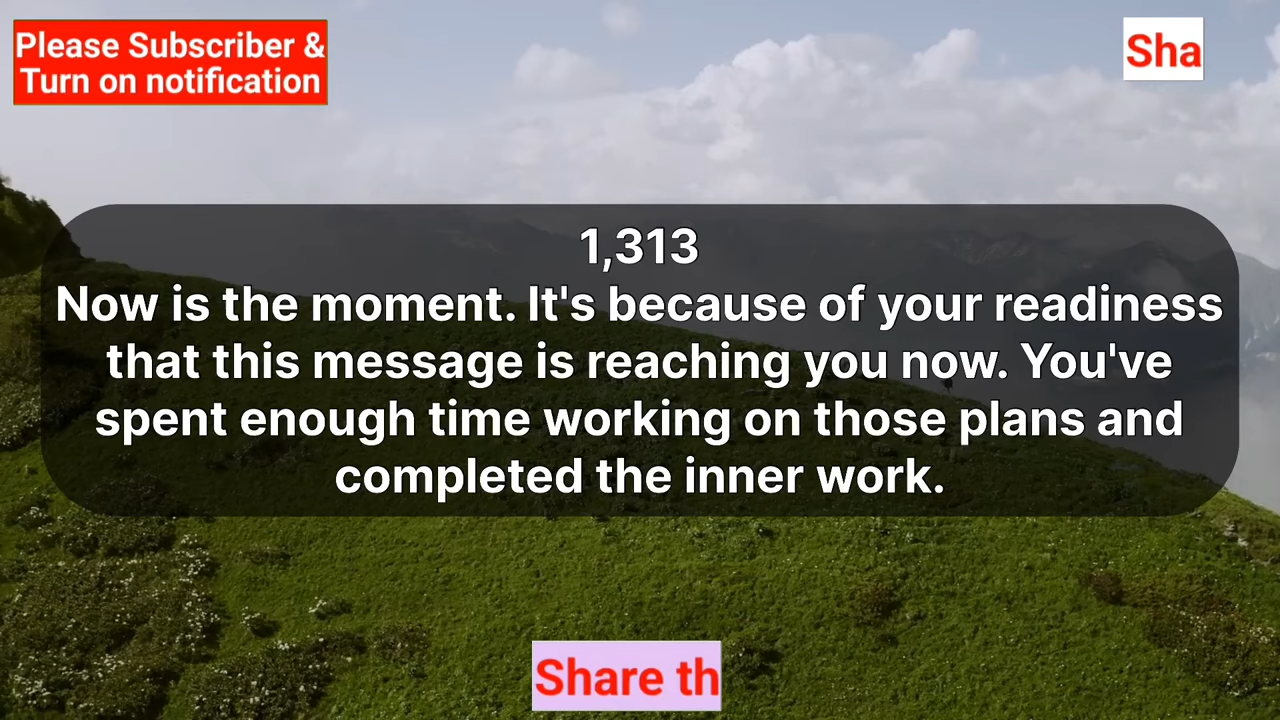 Please Subscriber &
Turn on notification
Sha
1,313
Now is the moment. It's because of your readiness
that this message is reaching you now. You've
spent enough time working on those plans and
completed the inner work.
Share th